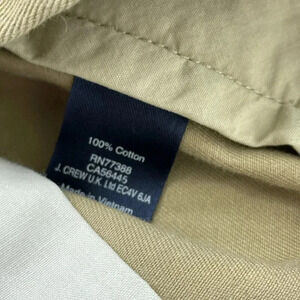 100% Cotton
RN77388
CA56445
J. CREW U.K. Ltd EC4V 6JA
Made in Vietnam